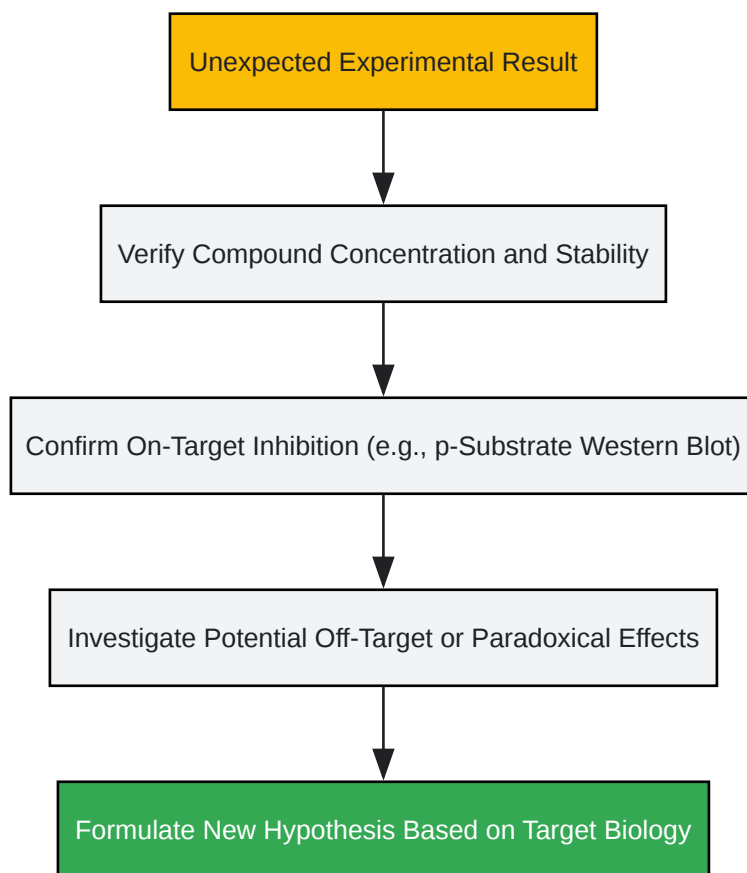 Unexpected Experimental Result
Verify Compound Concentration and Stability
Confirm On-Target Inhibition (e.g., p-Substrate Western Blot)
Investigate Potential Off-Target or Paradoxical Effects
Formulate New Hypothesis Based on Target Biology